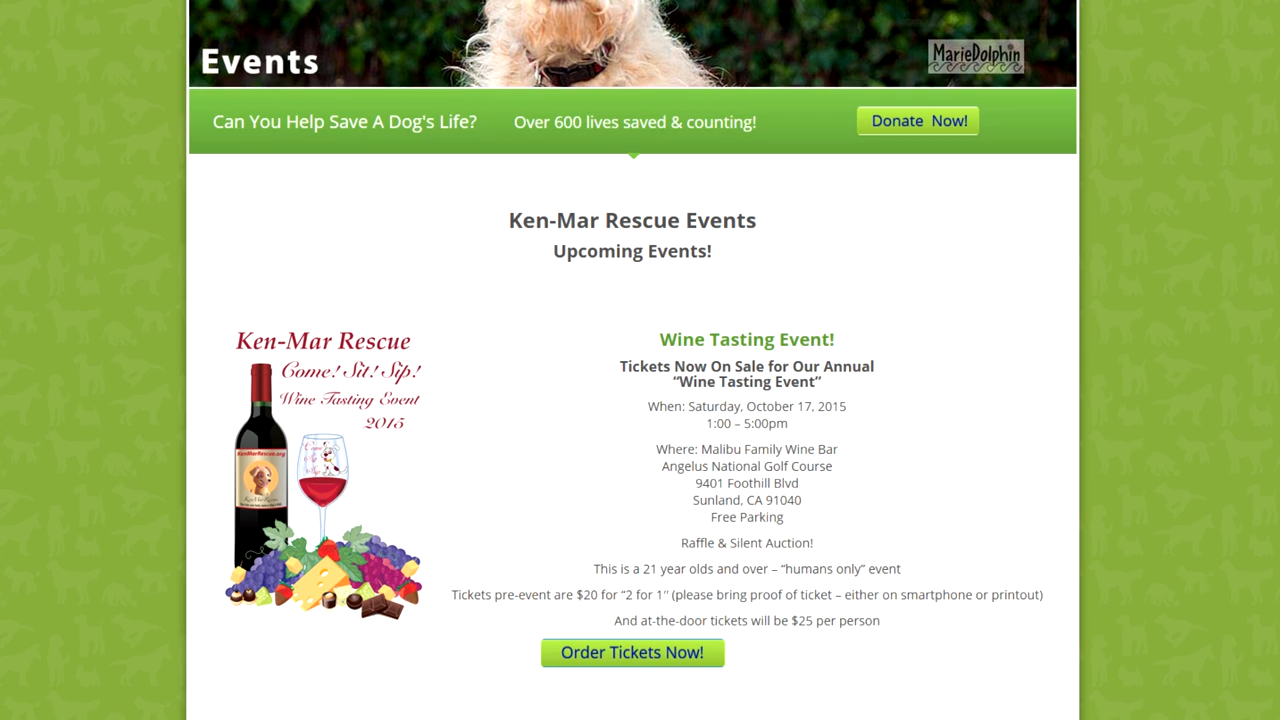 Events
MarieDolphin
Can You Help Save A Dog's Life?
Over 600 lives saved & counting!
Donate Now!
Ken-Mar Rescue Events
Upcoming Events!
Ken-Mar Rescue
Come! Sit! Sip!
Wine Tasting Event
2015
KenMarRescue.org
Wine Tasting Event!
Tickets Now On Sale for Our Annual
“Wine Tasting Event”
When: Saturday, October 17, 2015
1:00 – 5:00pm
Where: Malibu Family Wine Bar
Angelus National Golf Course
9401 Foothill Blvd
Sunland, CA 91040
Free Parking
Raffle & Silent Auction!
This is a 21 year olds and over – “humans only” event
Tickets pre-event are $20 for “2 for 1″ (please bring proof of ticket – either on smartphone or printout)
And at-the-door tickets will be $25 per person
Order Tickets Now!